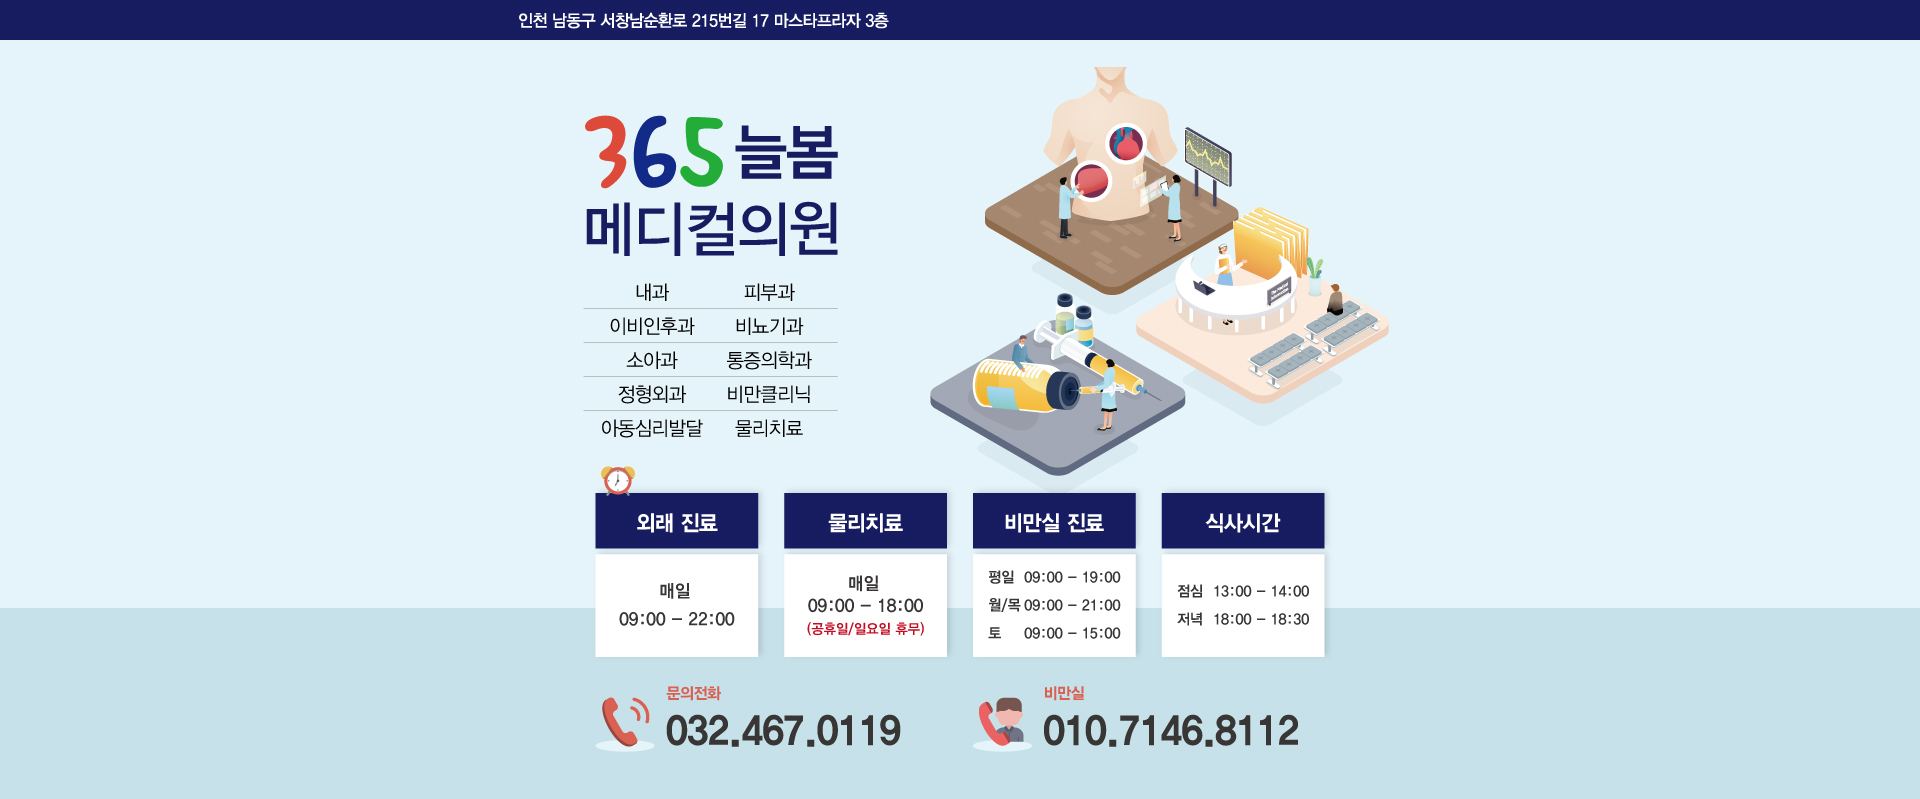 인천 남동구 서창남순환로 215번길 17 마스타프라자 3층
365 늘봄
메디컬의원
내과 피부과
이비인후과 비뇨기과
소아과 통증의학과
정형외과 비만클리닉
아동심리발달 물리치료
외래 진료
매일
09:00 - 22:00
물리치료
매일
09:00 - 18:00
(공휴일/일요일 휴무)
비만실 진료
평일 09:00 - 19:00
월/목 09:00 - 21:00
토 09:00 - 15:00
식사시간
점심 13:00 - 14:00
저녁 18:00 - 18:30
문의전화
032.467.0119
비만실
010.7146.8112